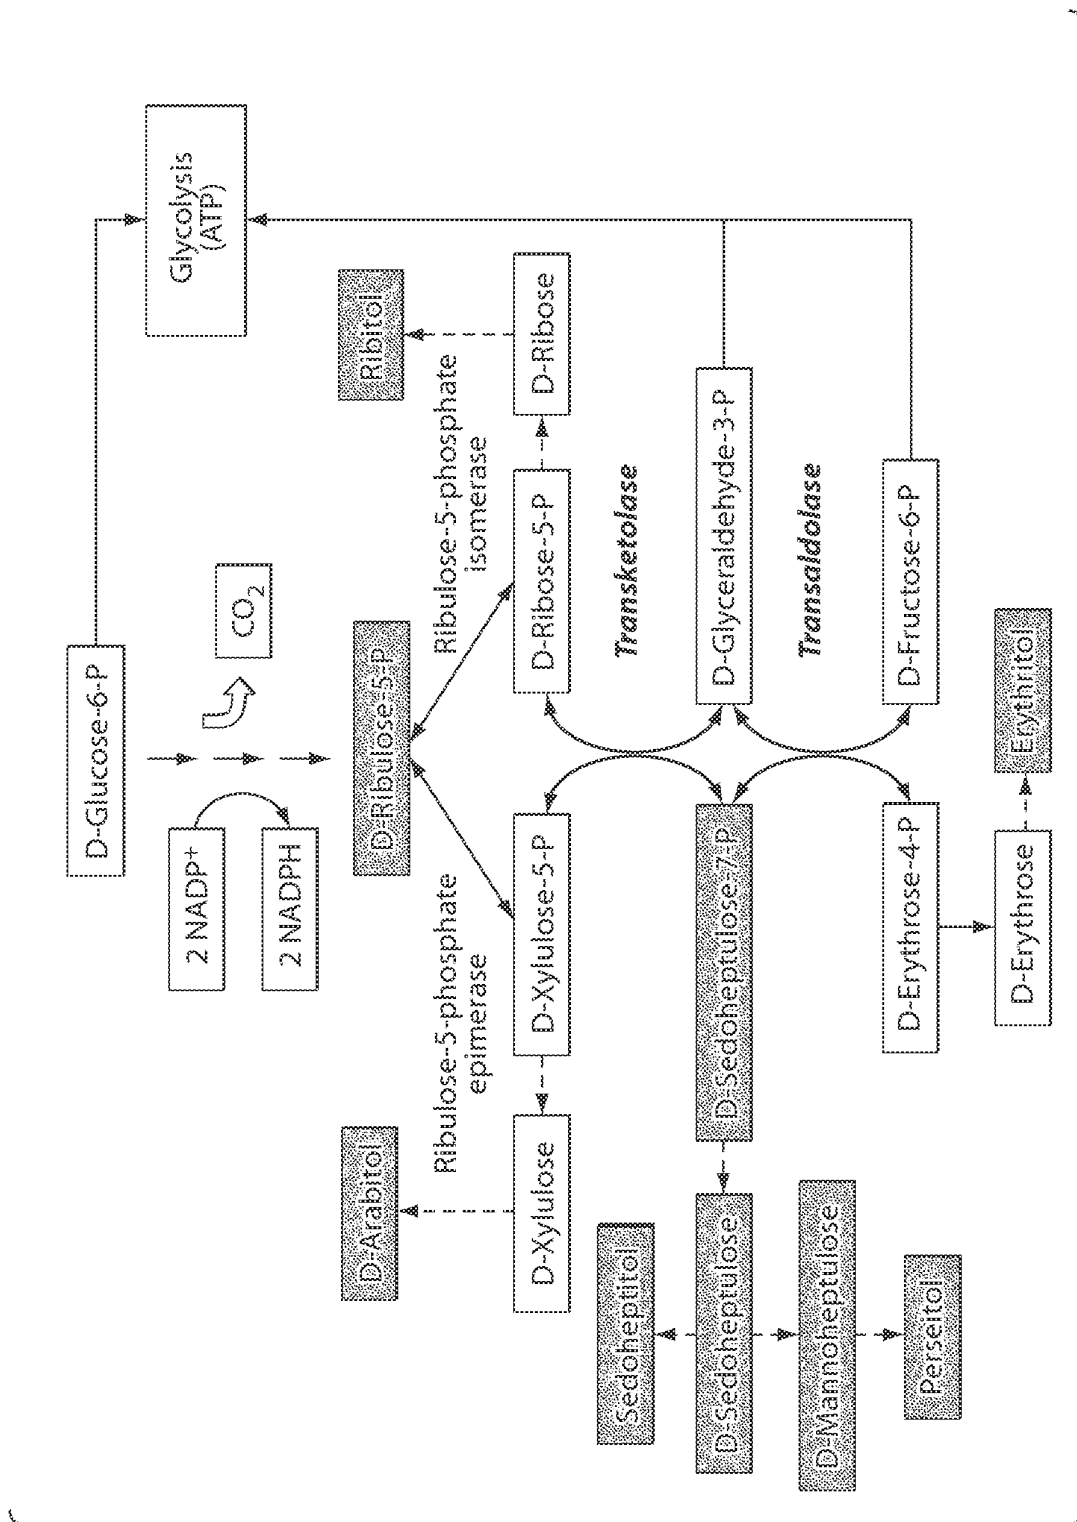 D-Glucose-6-P
2 NADP+
2 NADPH
CO2
Glycolysis
(ATP)
D-Ribulose-5-P
D-Arabitol
Ribitol
Ribulose-5-phosphate
epimerase
Ribulose-5-phosphate
isomerase
D-Xylulose
D-Xylulose-5-P
D-Ribose-5-P
D-Ribose
Sedoheptitol
Transketolase
D-Sedoheptulose
D-Sedoheptulose-7-P
D-Glyceraldehyde-3-P
D-Mannoheptulose
Transaldolase
Perseitol
D-Erythrose-4-P
D-Fructose-6-P
D-Erythrose
Erythritol